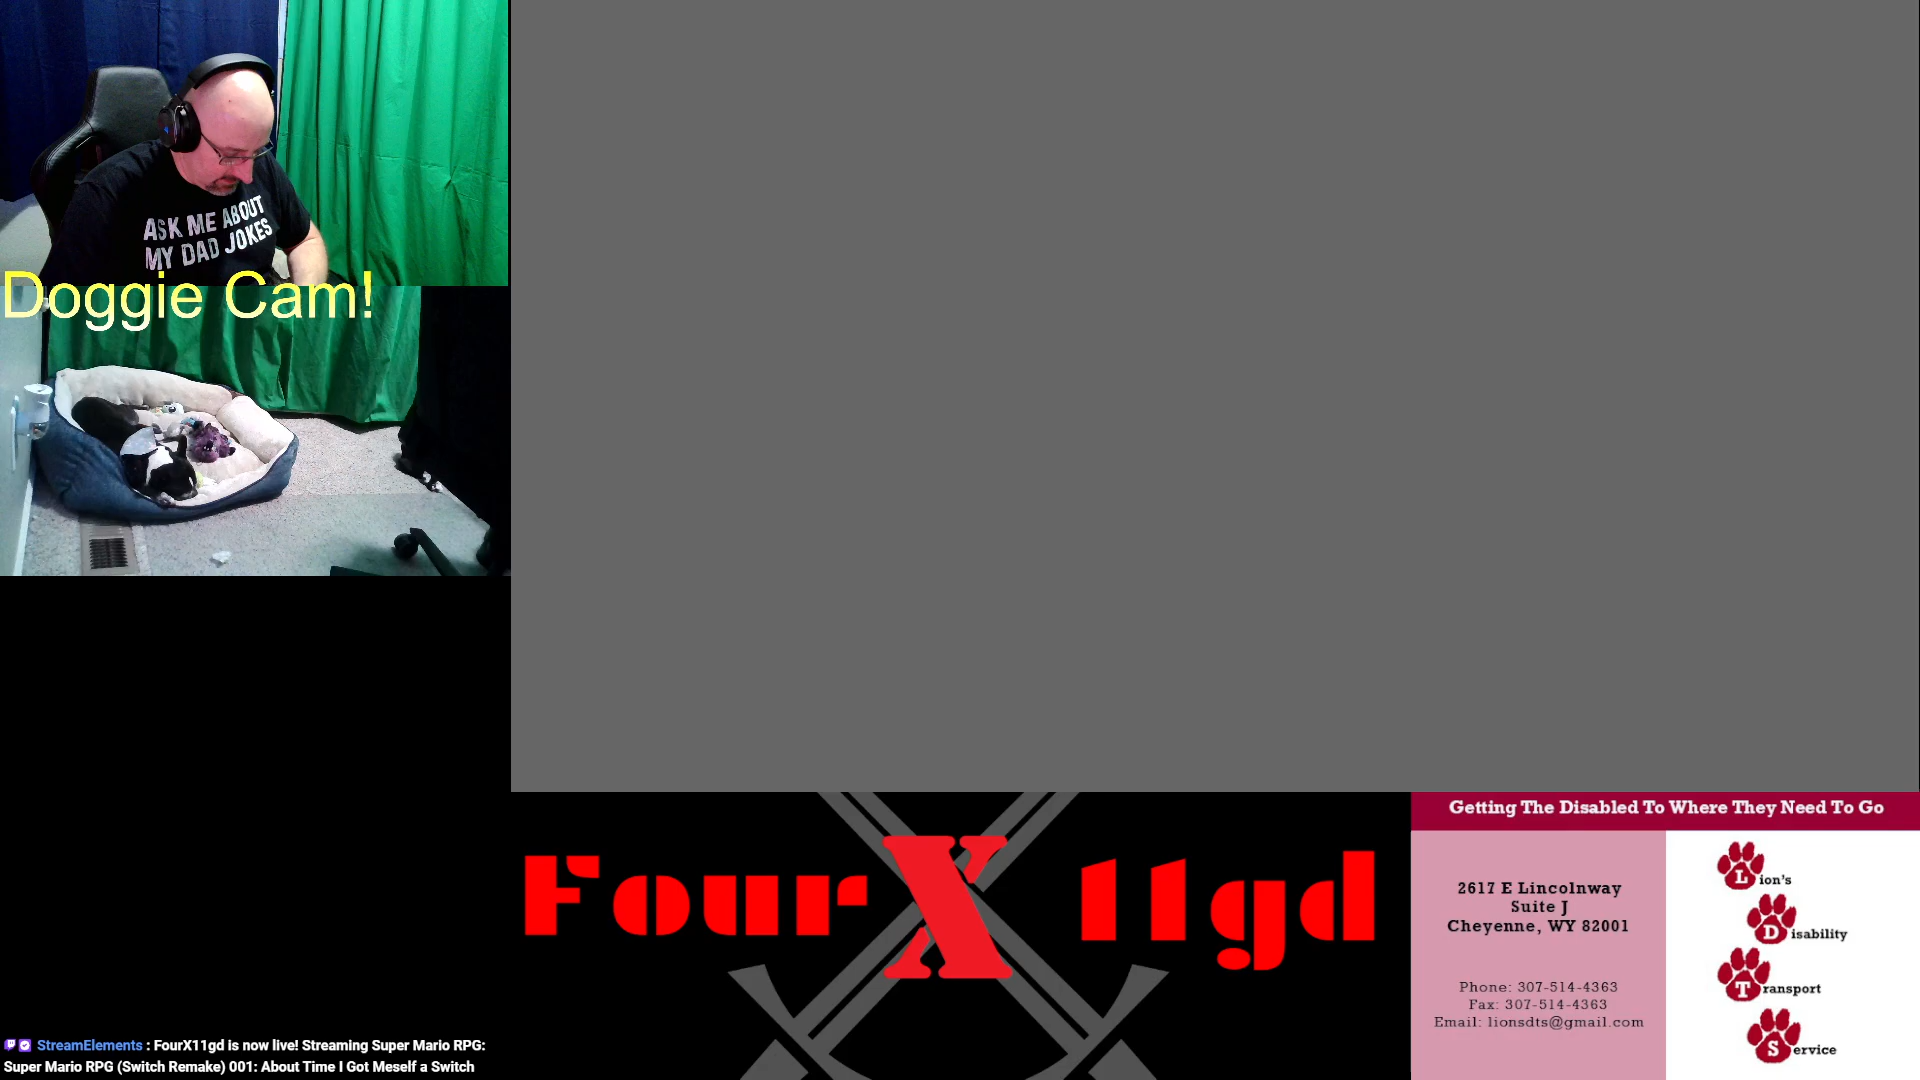 ASK ME ABOUT
MY DAD JOKES
Doggie Cam!
StreamElements : FourX11gd is now live! Streaming Super Mario RPG:
Super Mario RPG (Switch Remake) 001: About Time I Got Meself a Switch
FourX11gd
Getting The Disabled To Where They Need To Go
2617 E Lincolnway
Suite J
Cheyenne, WY 82001
Phone: 307-514-4363
Fax: 307-514-4363
Email: lionsdts@gmail.com
Lion's
Disability
Transport
Service